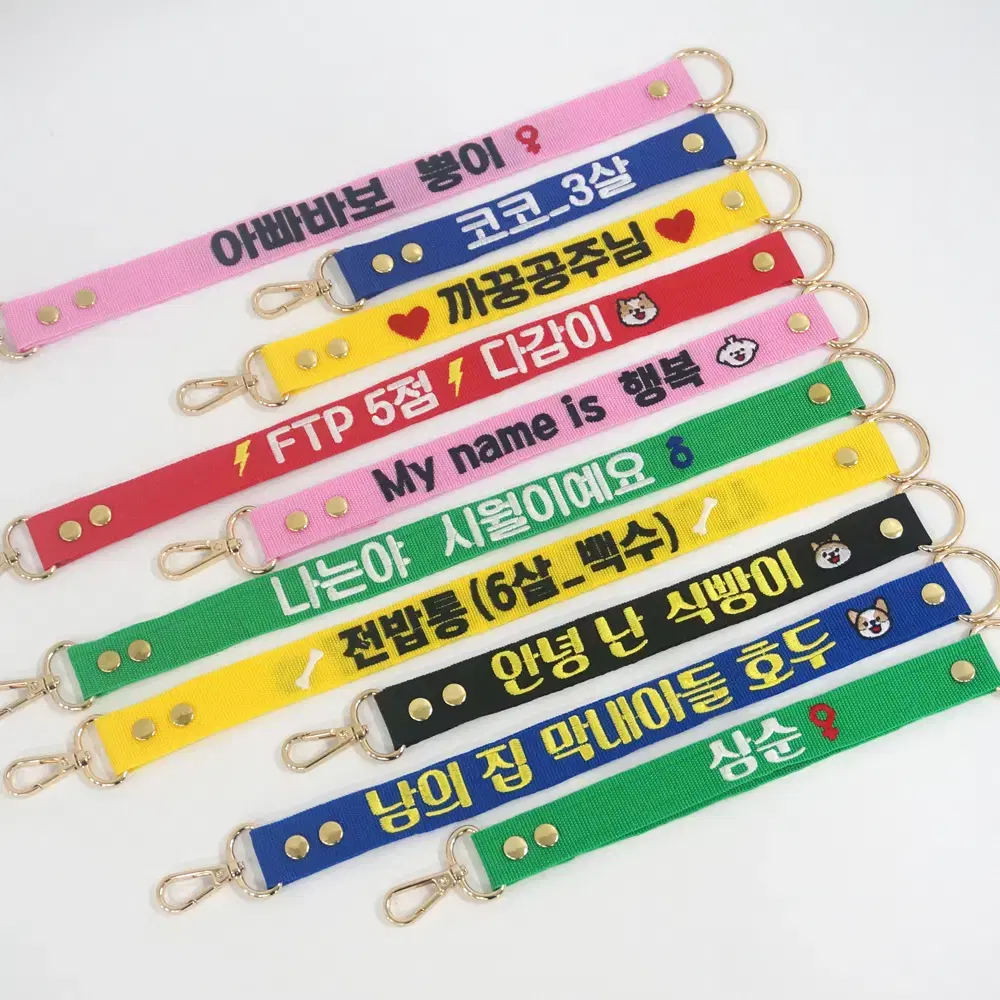 아빠바보 뽕이
코코_3살
까꿍공주님
FTP 5점 다감이
My name is 행복
나는야 시월이예요
전밥통(6살_백수)
안녕 난 식빵이
남의 집 막내아들 호두
삼순